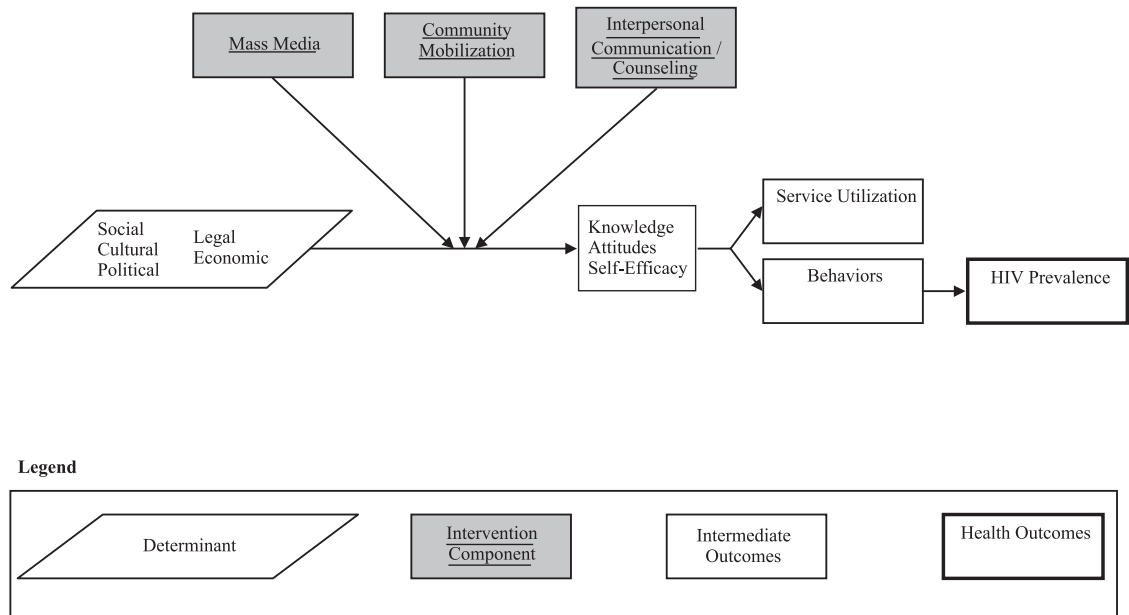 Mass Media
Community
Mobilization
Interpersonal
Communication /
Counseling
Social
Cultural
Political
Legal
Economic
Knowledge
Attitudes
Self-Efficacy
Service Utilization
Behaviors
HIV Prevalence
Legend
Determinant
Intervention
Component
Intermediate
Outcomes
Health Outcomes